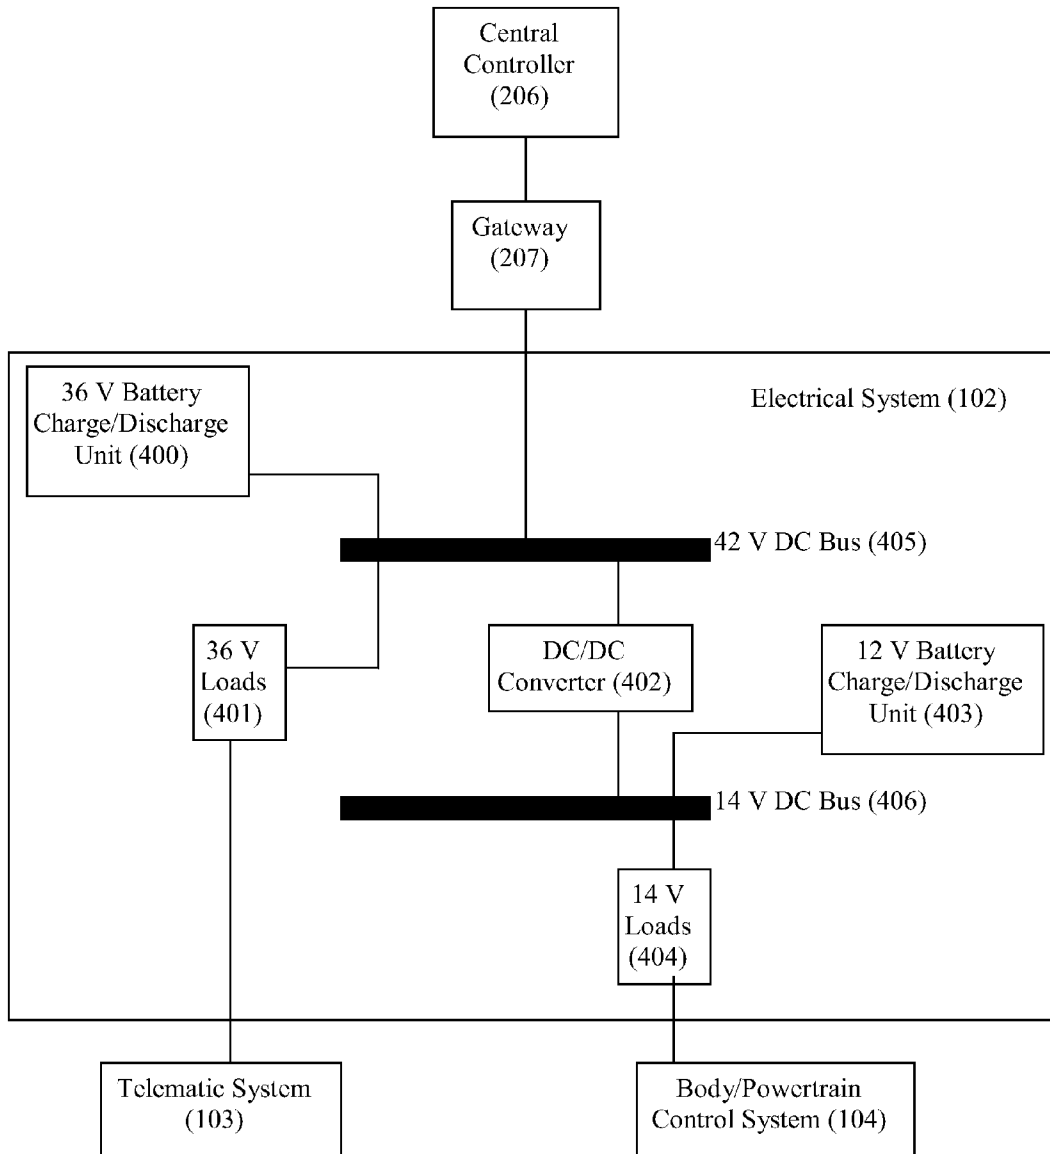 Central
Controller
(206)
Gateway
(207)
36 V Battery
Charge/Discharge
Unit (400)
Electrical System (102)
42 V DC Bus (405)
36 V
Loads
(401)
DC/DC
Converter (402)
12 V Battery
Charge/Discharge
Unit (403)
14 V DC Bus (406)
14 V
Loads
(404)
Telematic System
(103)
Body/Powertrain
Control System (104)